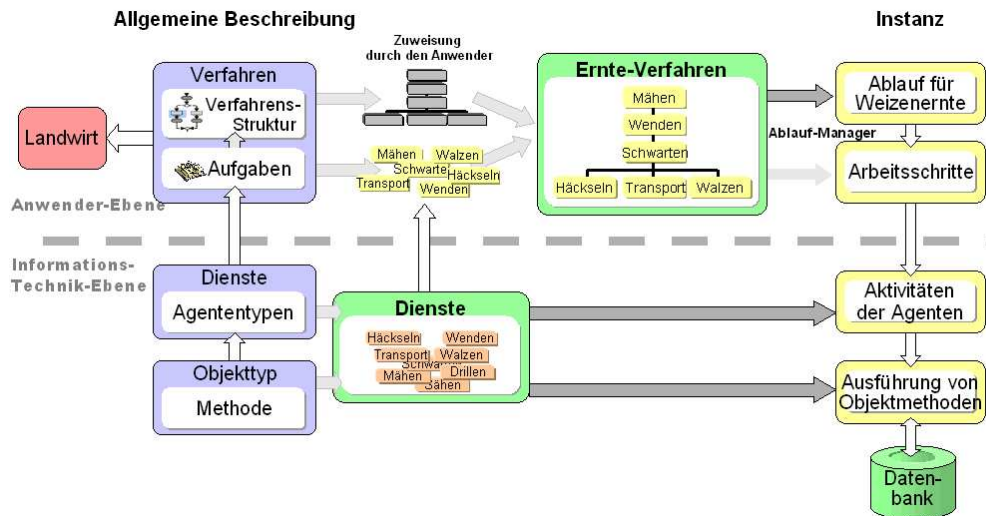 Allgemeine Beschreibung
Instanz
Zuweisung
durch den Anwender
Verfahren
Verfahrens-
Struktur
Aufgaben
Landwirt
Mähen
Walzen
Schwarten
Häckseln
Transport
Wenden
Ernte-Verfahren
Mähen
Wenden
Schwarten
Häckseln
Transport
Walzen
Ablauf für
Weizenernte
Ablauf-Manager
Arbeitsschritte
Anwender-Ebene
Informations-
Technik-Ebene
Dienste
Agententypen
Objekttyp
Methode
Dienste
Häckseln
Wenden
Transport
Walzen
Schwarten
Mähen
Drillen
Sähen
Aktivitäten
der Agenten
Ausführung von
Objektmethoden
Daten-
bank